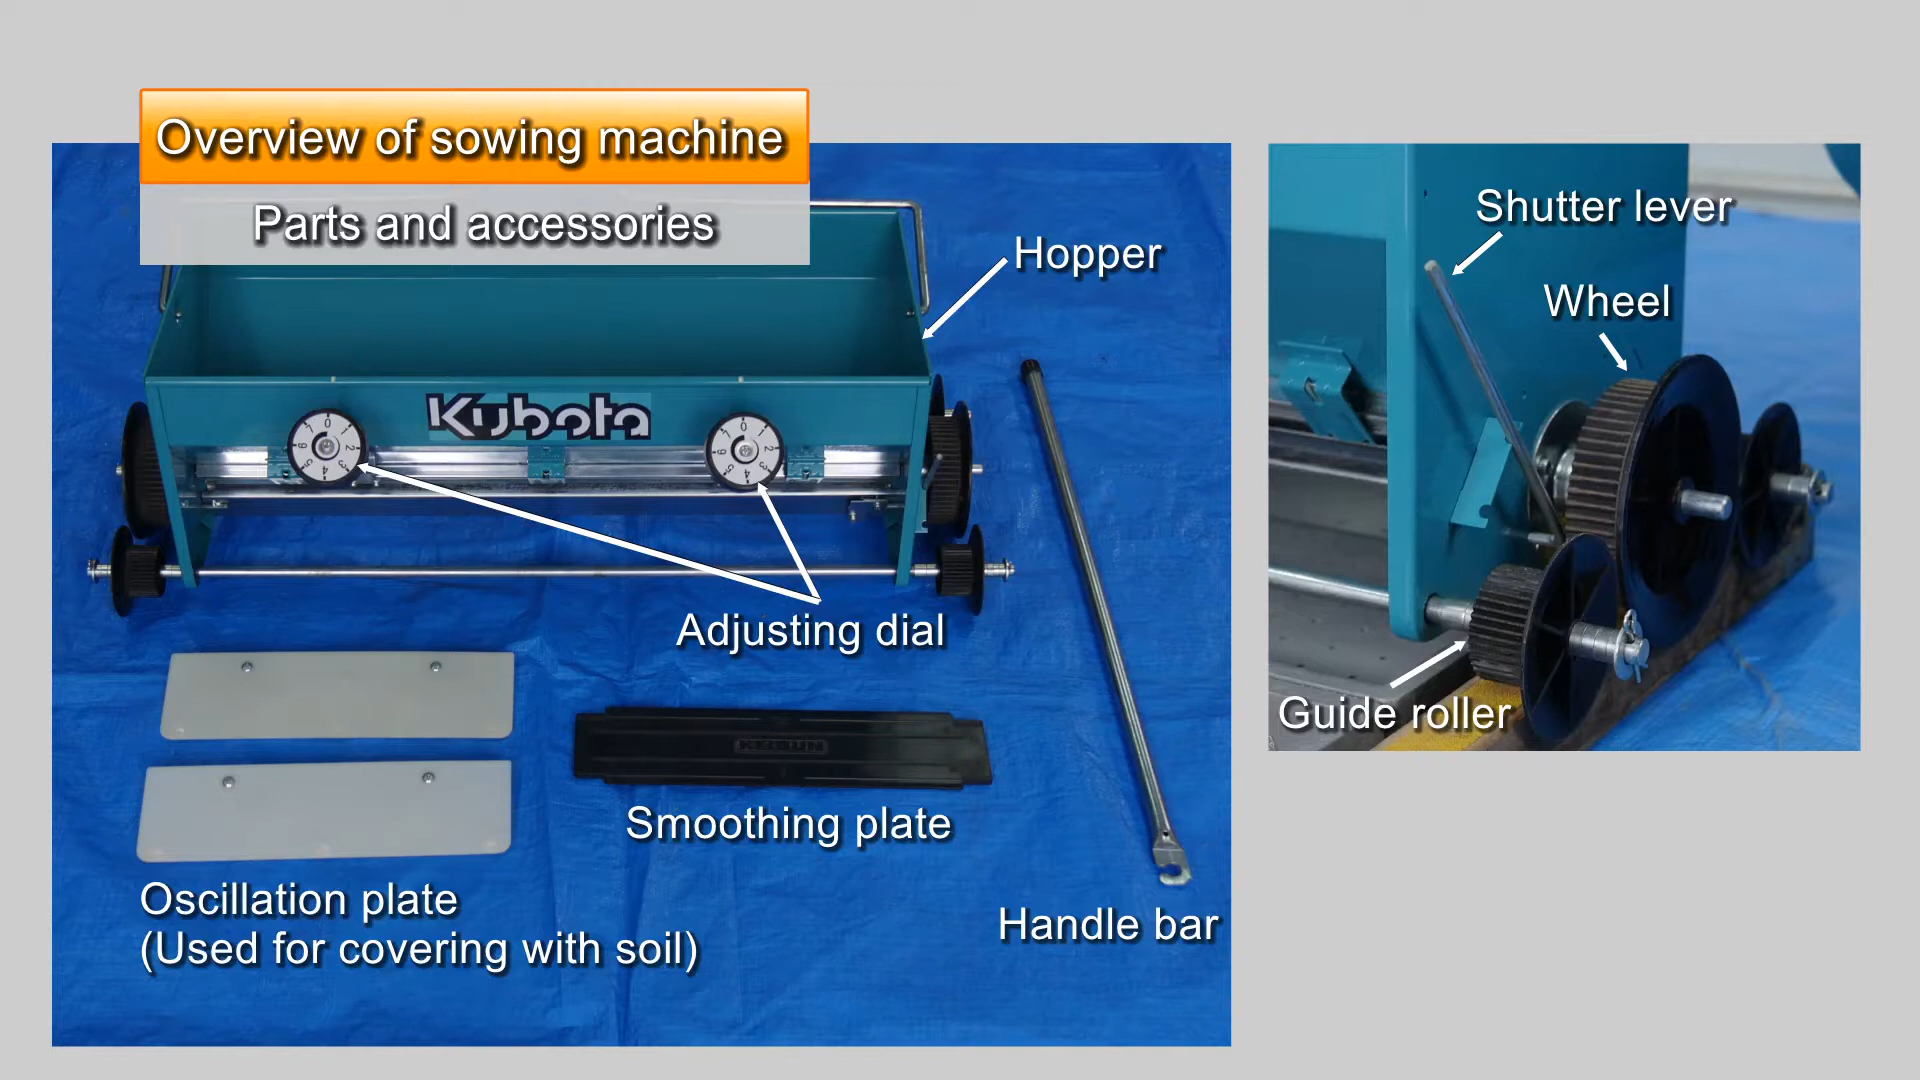 Overview of sowing machine
Parts and accessories
Hopper
Kubota
Adjusting dial
Smoothing plate
Oscillation plate
(Used for covering with soil)
Handle bar
Shutter lever
Wheel
Guide roller